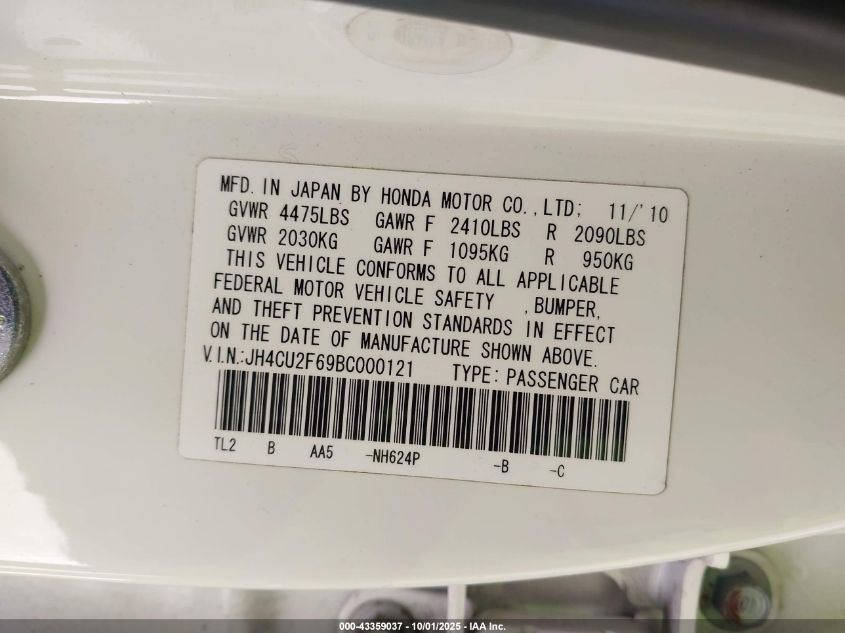 MFD. IN JAPAN BY HONDA MOTOR CO.,LTD; 11/'10
GVWR 4475LBS GAWR F 2410LBS R 2090LBS
GVWR 2030KG GAWR F 1095KG R 950KG
THIS VEHICLE CONFORMS TO ALL APPLICABLE
FEDERAL MOTOR VEHICLE SAFETY ,BUMPER,
AND THEFT PREVENTION STANDARDS IN EFFECT
ON THE DATE OF MANUFACTURE SHOWN ABOVE.
V.I.N.:JH4CU2F69BC000121 TYPE:PASSENGER CAR
TL2 B AA5 -NH624P -B -C
000-43359037 - 10/01/2025 - IAA Inc.